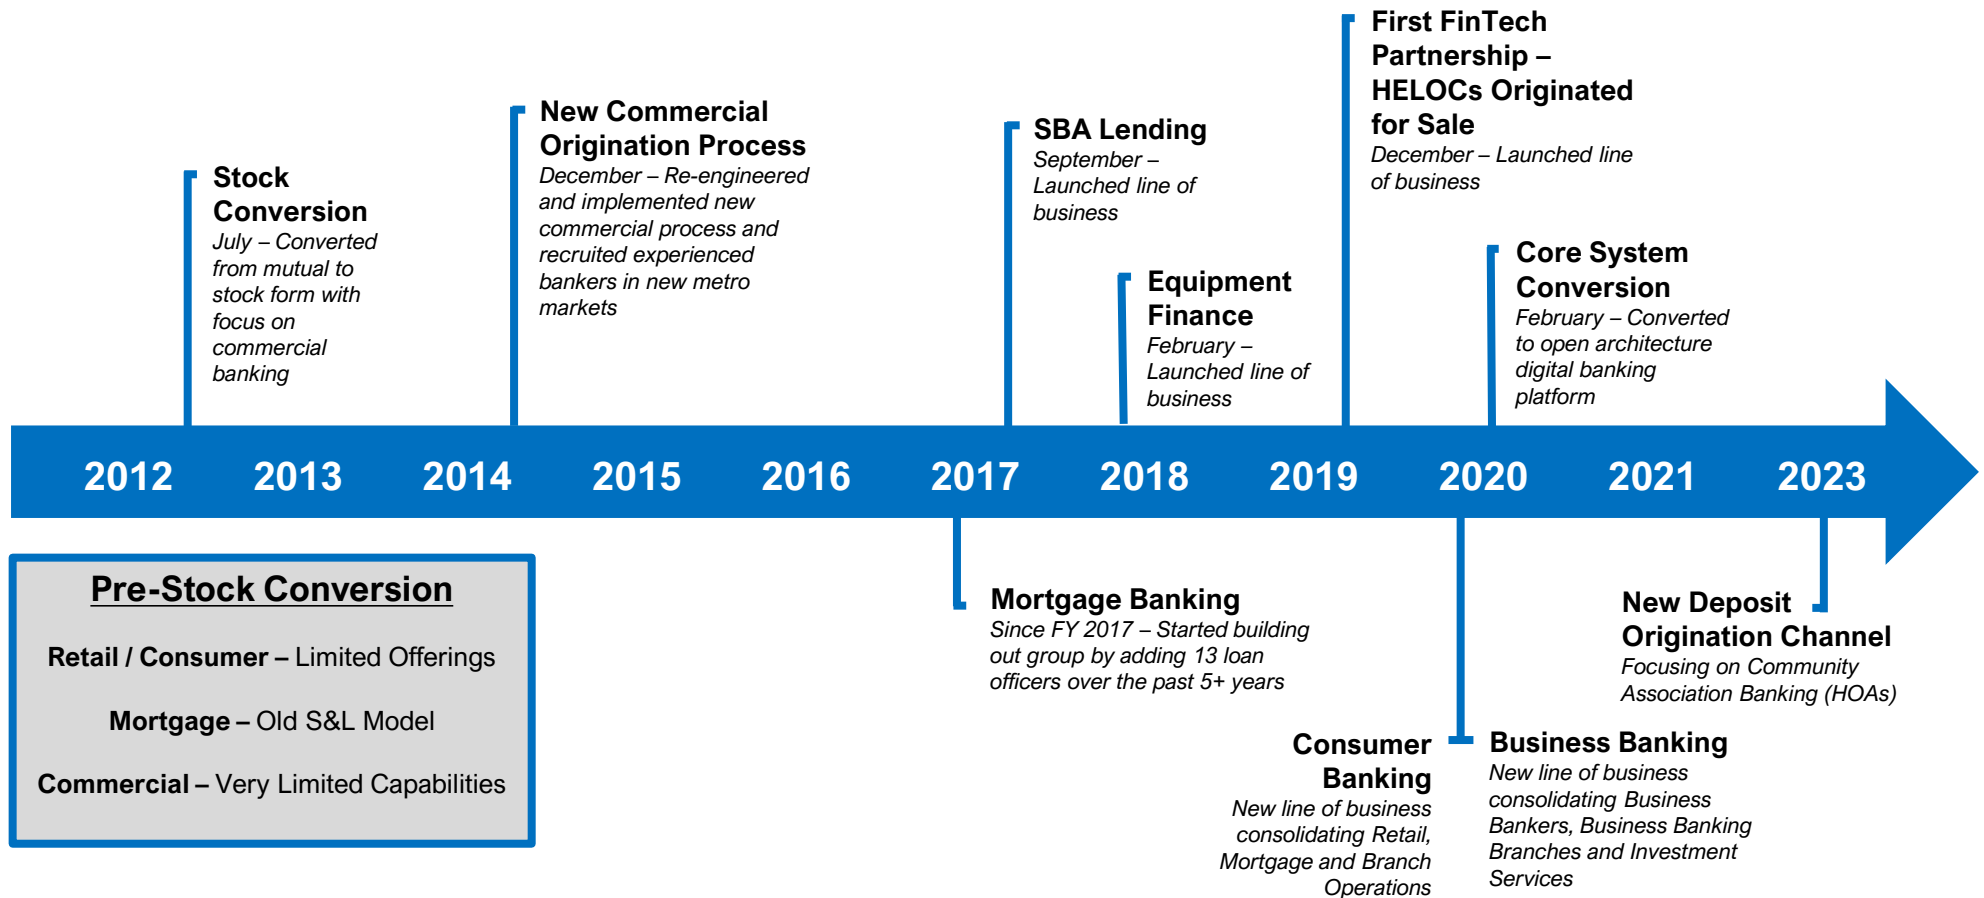 Stock
Conversion
July – Converted
from mutual to
stock form with
focus on
commercial
banking
New Commercial
Origination Process
December – Re-engineered
and implemented new
commercial process and
recruited experienced
bankers in new metro
markets
SBA Lending
September –
Launched line of
business
Equipment
Finance
February –
Launched line of
business
First FinTech
Partnership –
HELOCs Originated
for Sale
December – Launched line
of business
Core System
Conversion
February – Converted
to open architecture
digital banking
platform
2012 2013 2014 2015 2016 2017 2018 2019 2020 2021 2023
Pre-Stock Conversion
Retail / Consumer – Limited Offerings
Mortgage – Old S&L Model
Commercial – Very Limited Capabilities
Mortgage Banking
Since FY 2017 – Started building
out group by adding 13 loan
officers over the past 5+ years
Consumer
Banking
New line of business
consolidating Retail,
Mortgage and Branch
Operations
Business Banking
New line of business
consolidating Business
Bankers, Business Banking
Branches and Investment
Services
New Deposit
Origination Channel
Focusing on Community
Association Banking (HOAs)